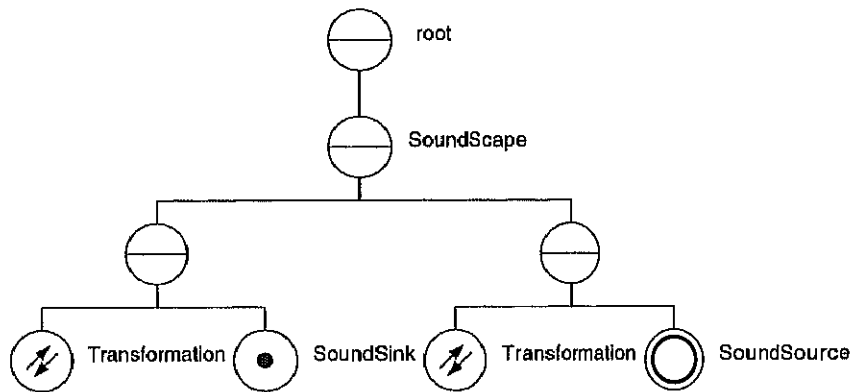 root
SoundScape
Transformation
SoundSink
Transformation
SoundSource